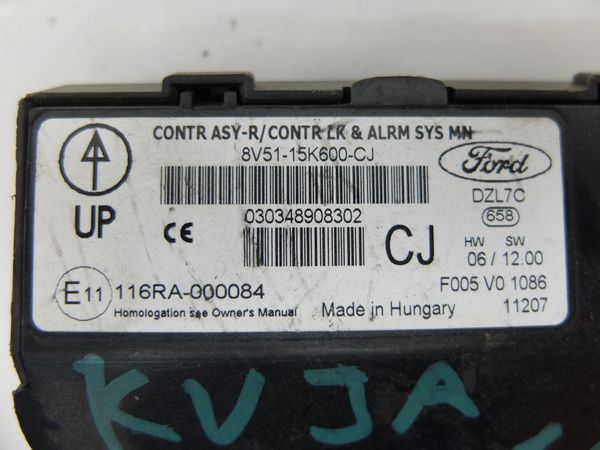 CONTR ASY-R/CONTR LK & ALRM SYS MN
8V51-15K600-CJ
Ford
UP
CE
030348908302
CJ
DZL7C
658
HW SW
06 / 12.00
E11 116RA-000084
F005 V0 1086
Homologation see Owner's Manual
Made in Hungary
11207
KVJA